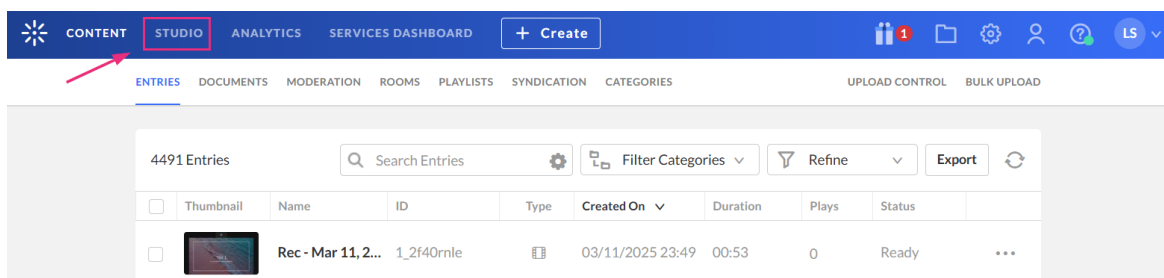 CONTENT STUDIO ANALYTICS SERVICES DASHBOARD + Create 1 LS
ENTRIES DOCUMENTS MODERATION ROOMS PLAYLISTS SYNDICATION CATEGORIES UPLOAD CONTROL BULK UPLOAD
4491 Entries Search Entries Filter Categories Refine Export
Thumbnail Name ID Type Created On Duration Plays Status
Rec - Mar 11, 2... 1_2f40rnle 03/11/2025 23:49 00:53 0 Ready